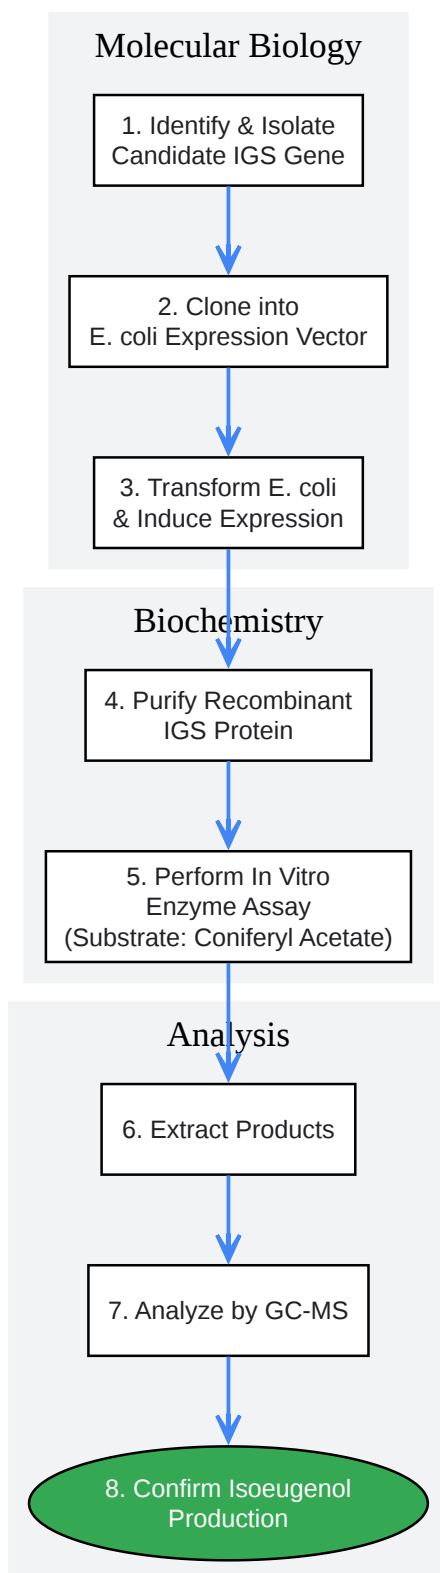 Molecular Biology
1. Identify & Isolate
Candidate IGS Gene
2. Clone into
E. coli Expression Vector
3. Transform E. coli
& Induce Expression
Biochemistry
4. Purify Recombinant
IGS Protein
5. Perform In Vitro
Enzyme Assay
(Substrate: Coniferyl Acetate)
Analysis
6. Extract Products
7. Analyze by GC-MS
8. Confirm Isoeugenol
Production